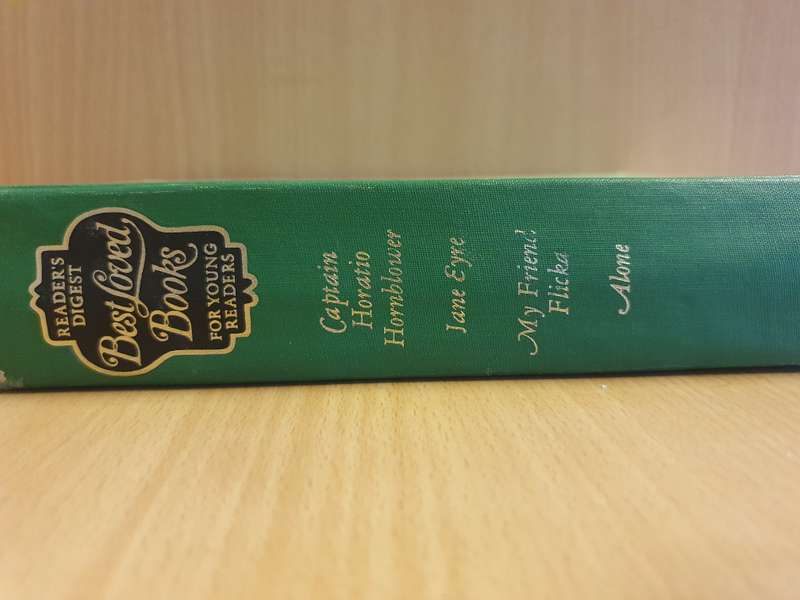 READER'S
DIGEST
Best Loved
Books
FOR YOUNG
READERS
Captain
Horatio
Hornblower
Jane Eyre
My Friend
Flicka
Alone